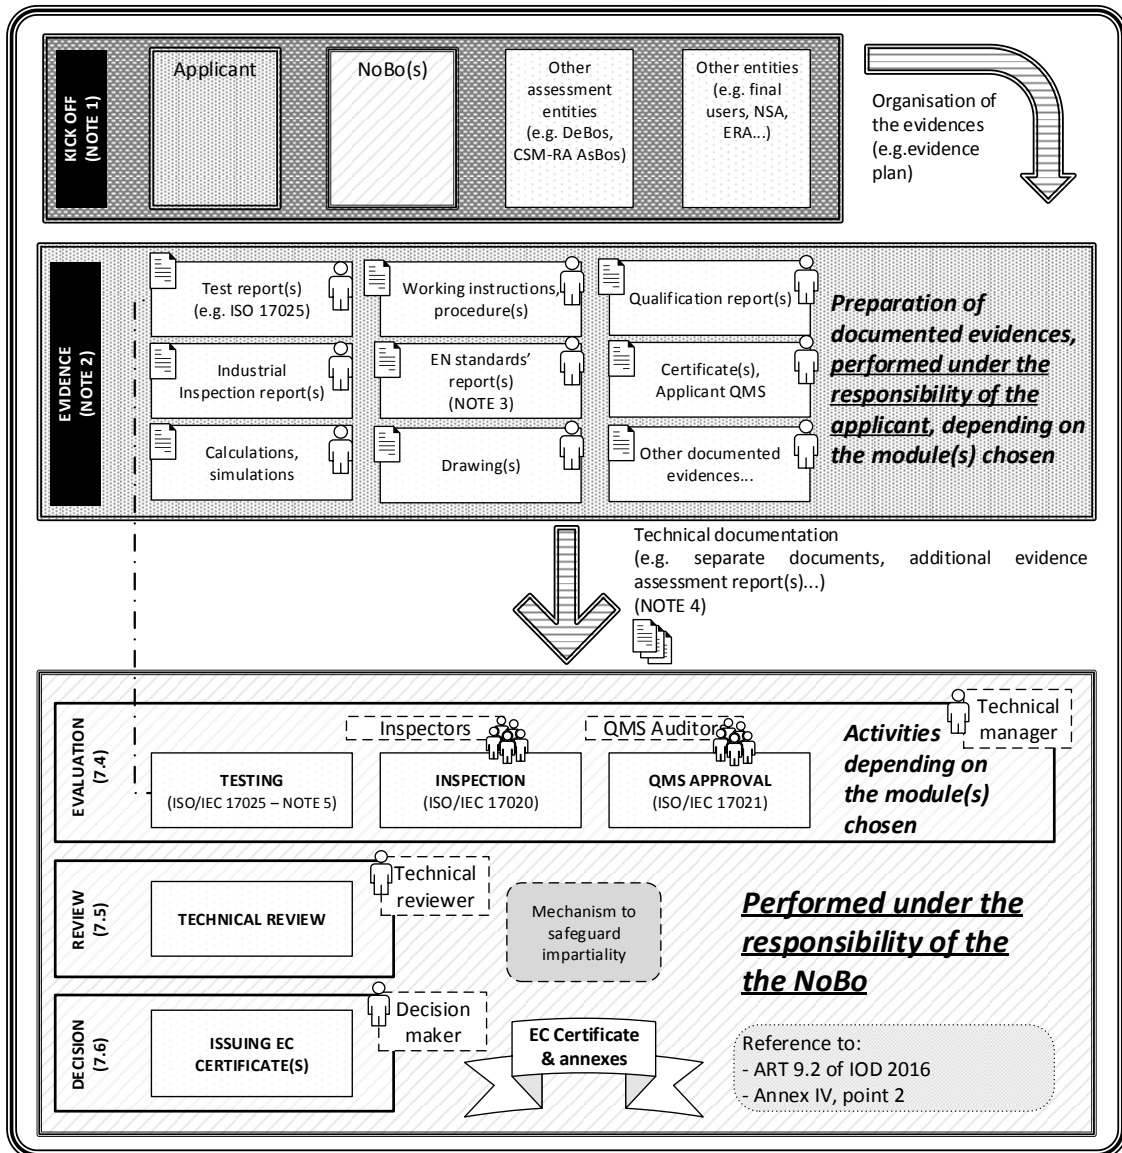 KICK OFF
(NOTE 1)
Applicant
NoBo(s)
Other
assessment
entities
(e.g. DeBos,
CSM-RA AsBos)
Other entities
(e.g. final
users, NSA,
ERA...)
Organisation of
the evidences
(e.g.evidence
plan)
EVIDENCE
(NOTE 2)
Test report(s)
(e.g. ISO 17025)
Working instructions,
procedure(s)
Qualification report(s)
Industrial
Inspection report(s)
EN standards’
report(s)
(NOTE 3)
Certificate(s),
Applicant QMS
Calculations,
simulations
Drawing(s)
Other documented
evidences...
Preparation of
documented evidences,
performed under the
responsibility of the
applicant, depending on
the module(s) chosen
Technical documentation
(e.g. separate documents, additional evidence
assessment report(s)...)
(NOTE 4)
EVALUATION
(7.4)
Inspectors
QMS Auditor
Technical
manager
TESTING
(ISO/IEC 17025 – NOTE 5)
INSPECTION
(ISO/IEC 17020)
QMS APPROVAL
(ISO/IEC 17021)
Activities
depending on
the module(s)
chosen
REVIEW
(7.5)
Technical
reviewer
TECHNICAL REVIEW
Mechanism to
safeguard
impartiality
Performed under the
responsibility of the
the NoBo
DECISION
(7.6)
Decision
maker
ISSUING EC
CERTIFICATE(S)
EC Certificate
& annexes
Reference to:
- ART 9.2 of IOD 2016
- Annex IV, point 2